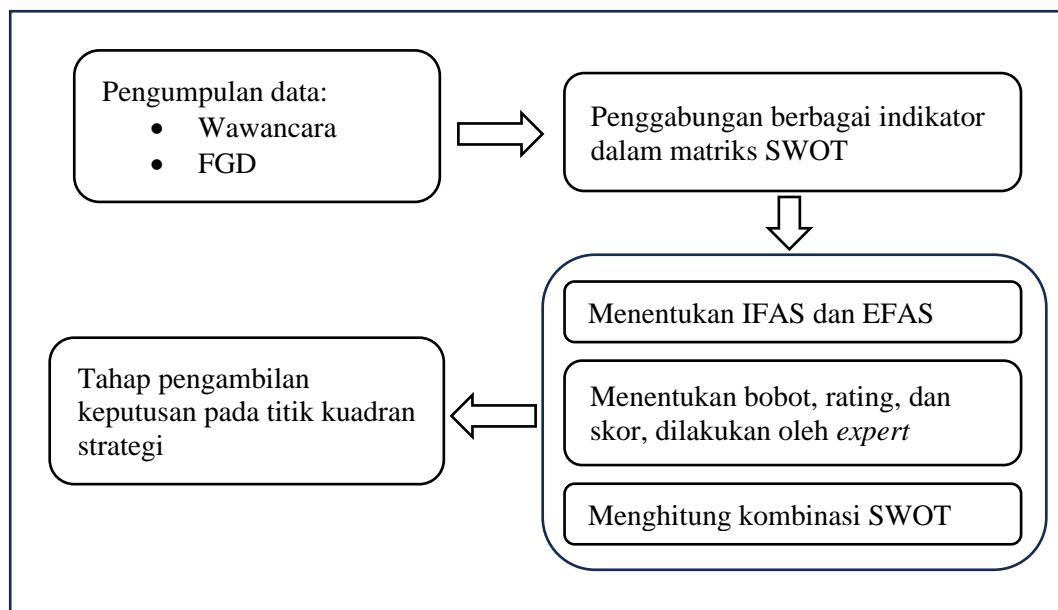 Pengumpulan data:
• Wawancara
• FGD
Penggabungan berbagai indikator
dalam matriks SWOT
Menentukan IFAS dan EFAS
Menentukan bobot, rating, dan
skor, dilakukan oleh expert
Menghitung kombinasi SWOT
Tahap pengambilan
keputusan pada titik kuadran
strategi